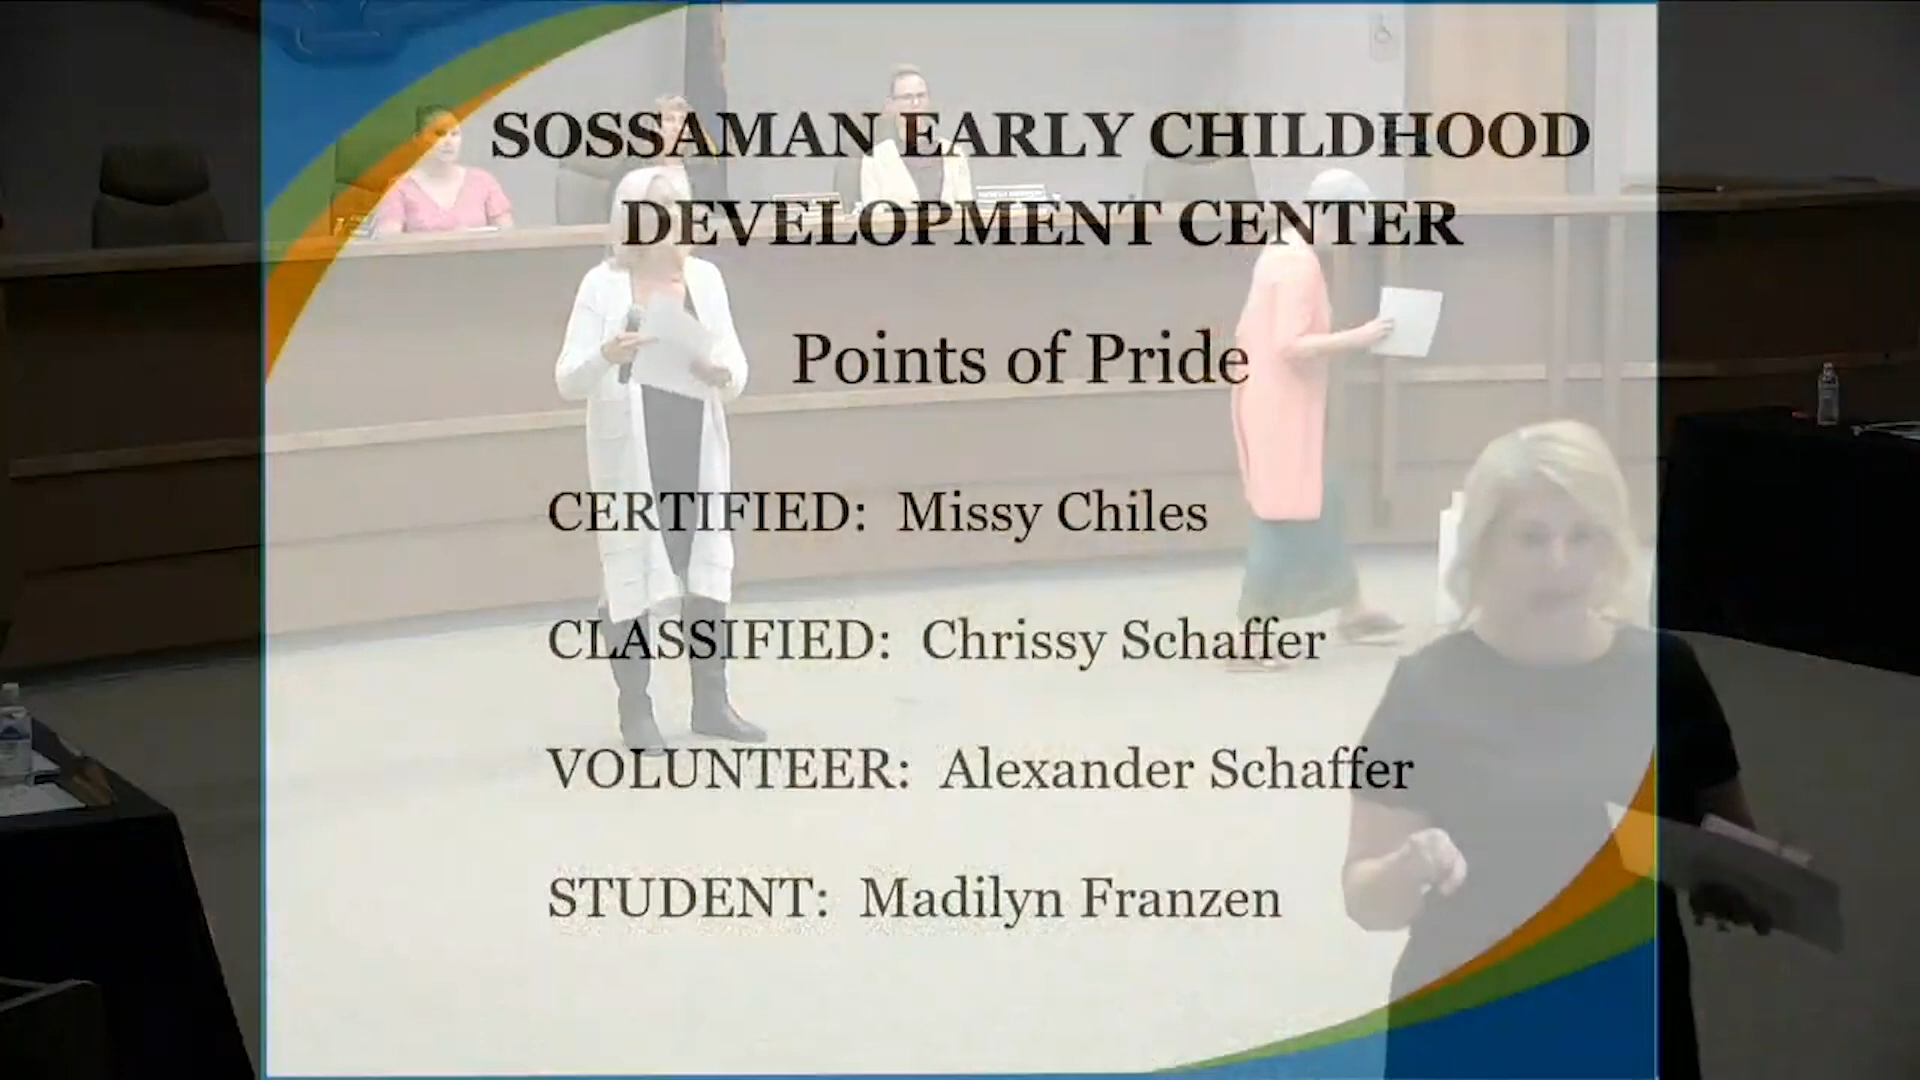 SOSSAMAN EARLY CHILDHOOD
DEVELOPMENT CENTER
Points of Pride
CERTIFIED: Missy Chiles
CLASSIFIED: Chrissy Schaffer
VOLUNTEER: Alexander Schaffer
STUDENT: Madilyn Franzen